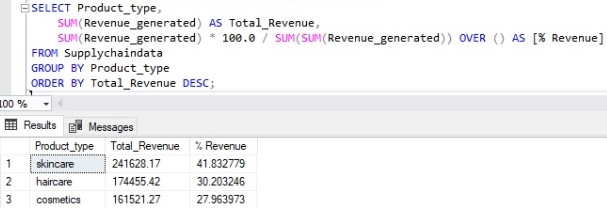 SELECT Product_type,
SUM(Revenue_generated) AS Total_Revenue,
SUM(Revenue_generated) * 100.0 / SUM(SUM(Revenue_generated)) OVER () AS [% Revenue]
FROM Supplychaindata
GROUP BY Product_type
ORDER BY Total_Revenue DESC;
100 %
Results Messages
Product_type Total_Revenue % Revenue
1 skincare 241628.17 41.832779
2 haircare 174455.42 30.203246
3 cosmetics 161521.27 27.963973